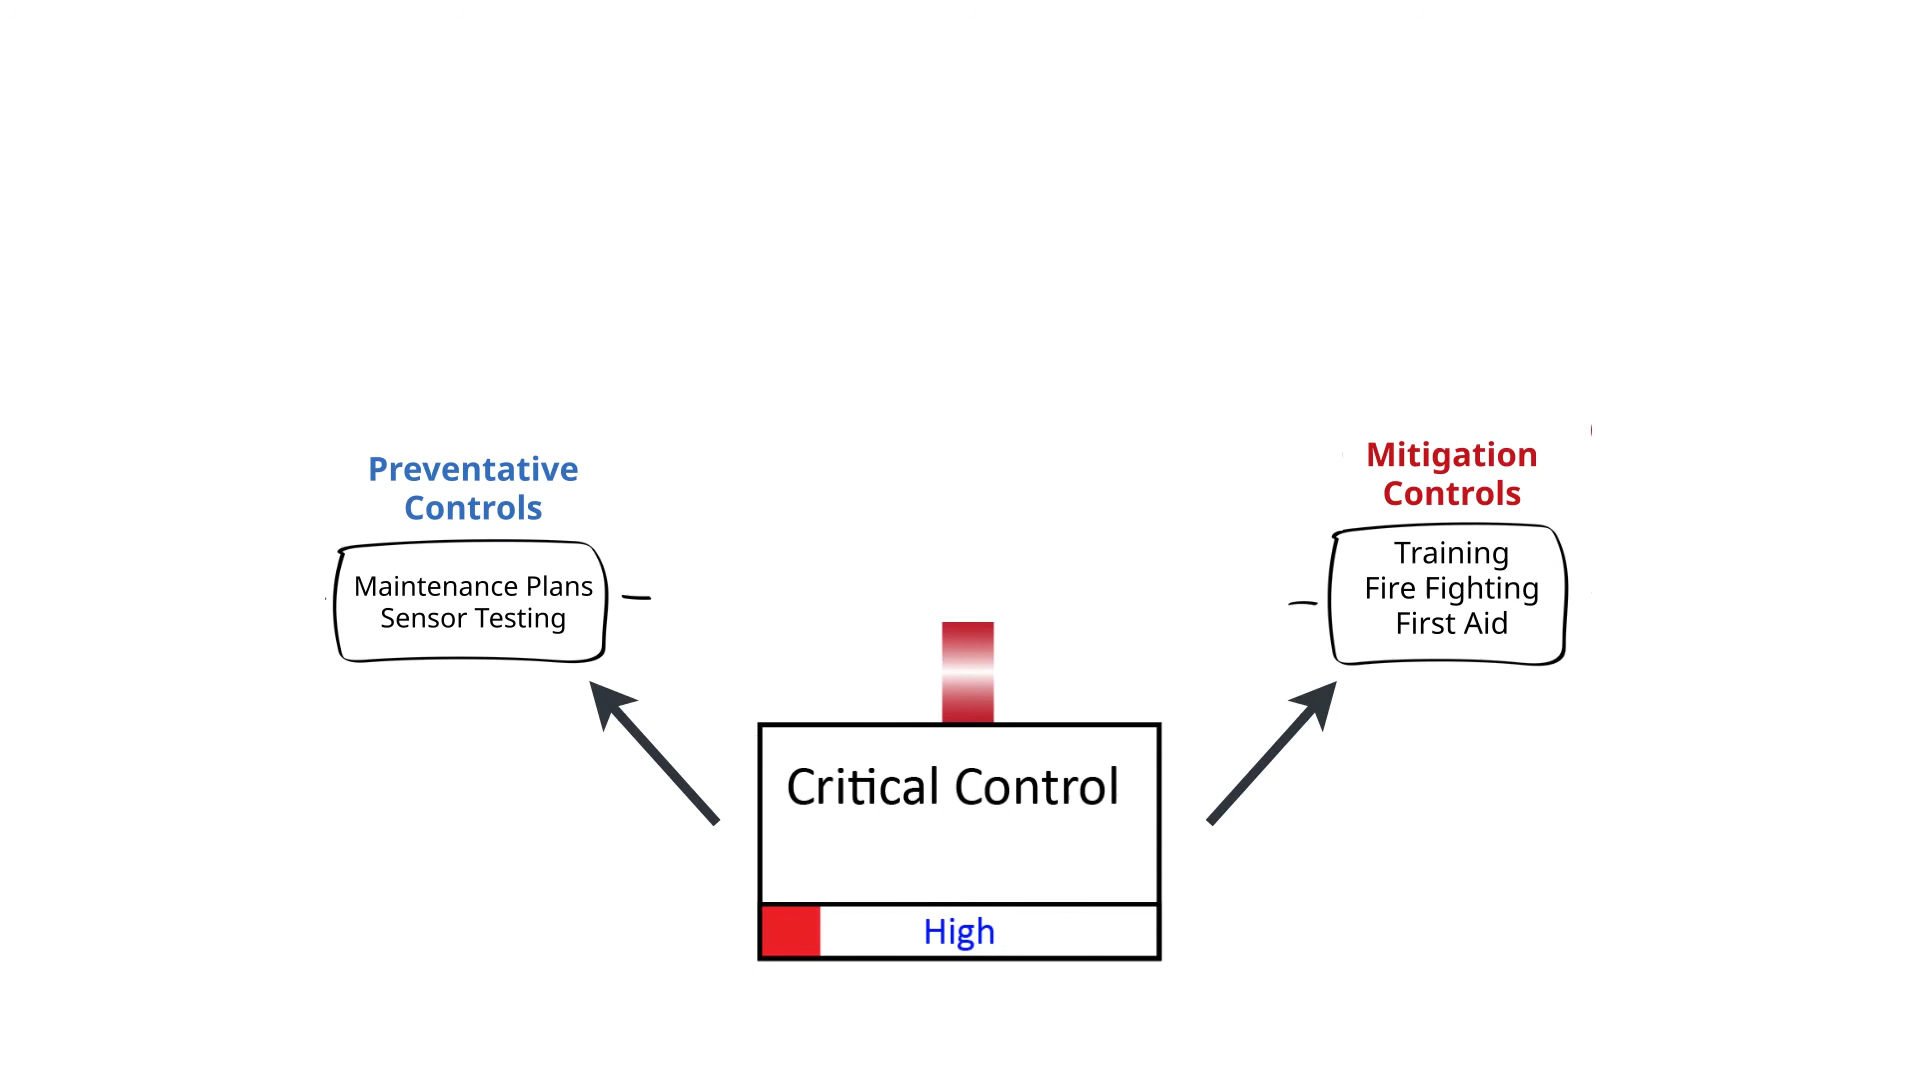 Preventative
Controls
Maintenance Plans
Sensor Testing
Mitigation
Controls
Training
Fire Fighting
First Aid
Critical Control
High